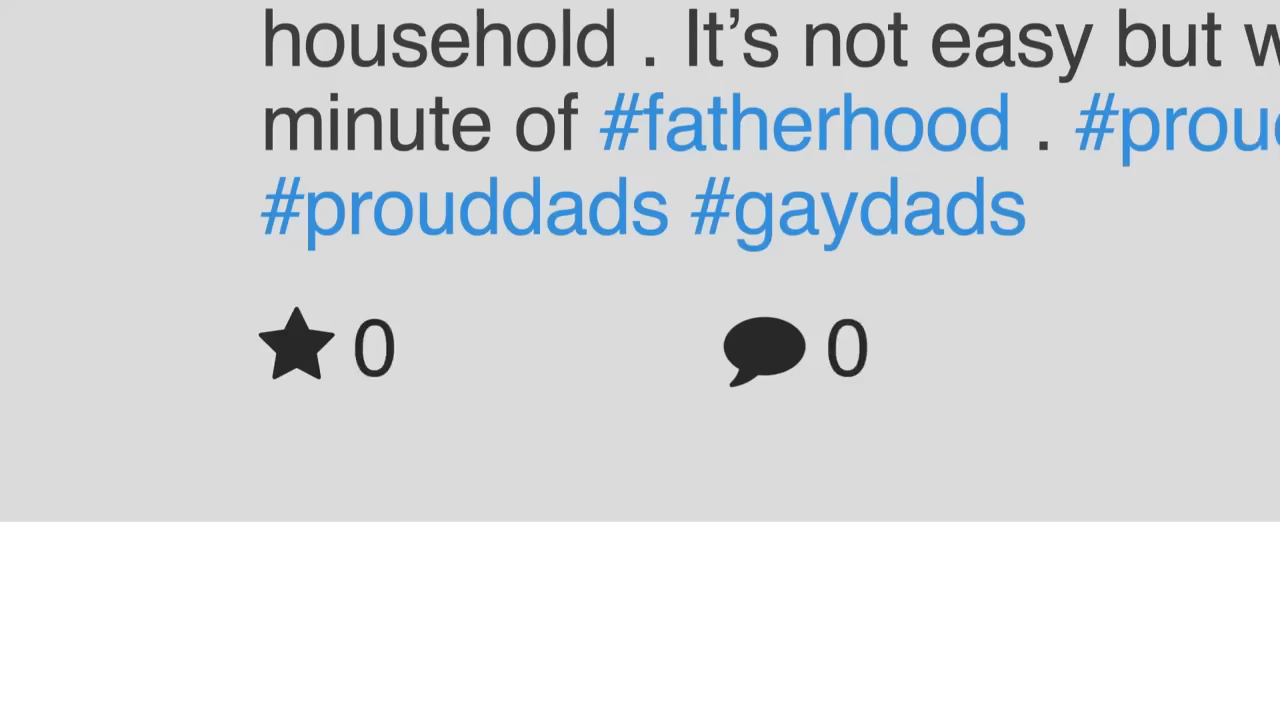 household . It’s not easy but
minute of #fatherhood .
#prouddads #gaydads
0 0